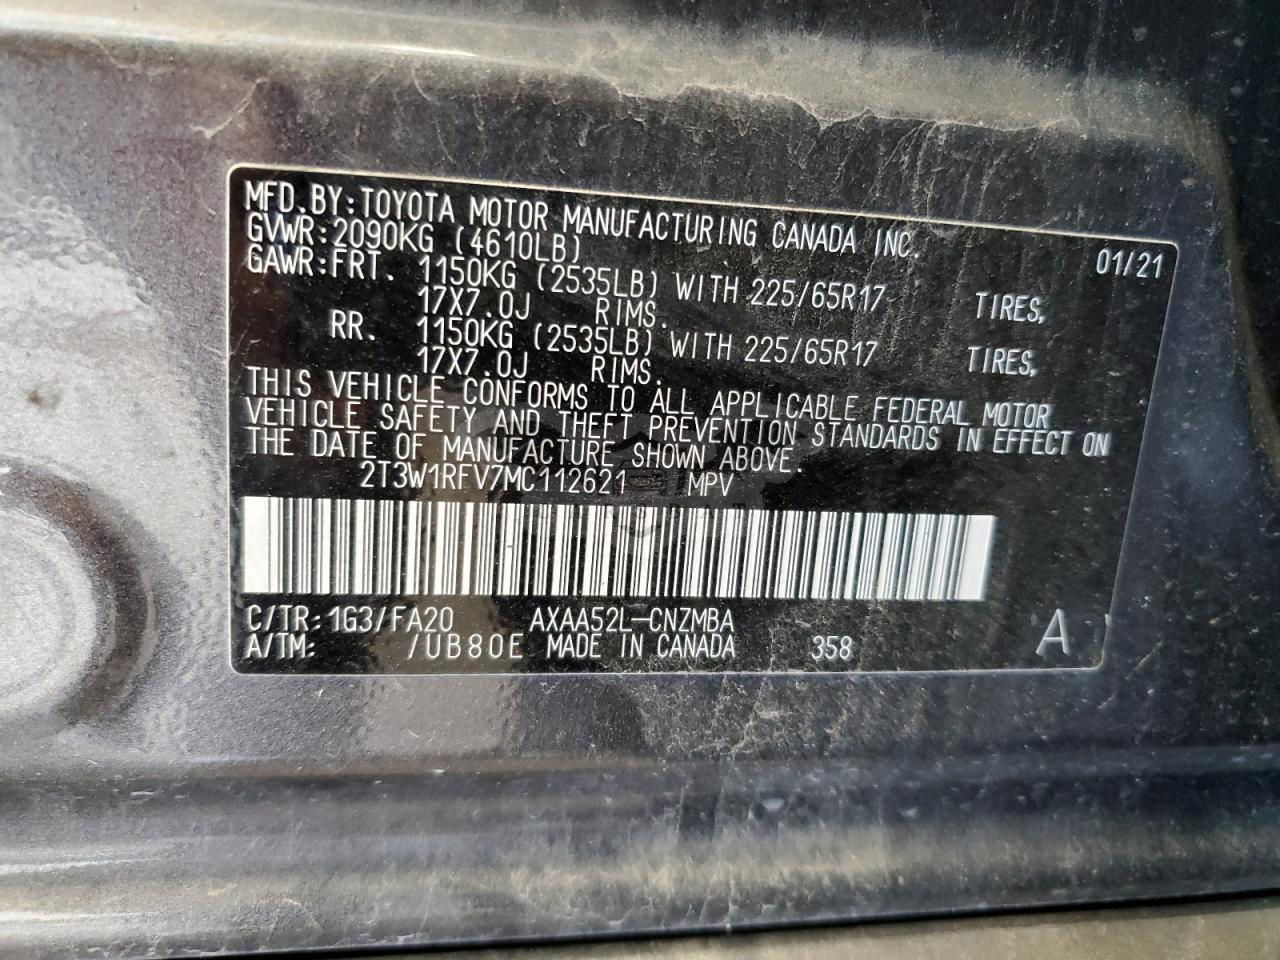 MFD.BY:TOYOTA MOTOR MANUFACTURING CANADA INC.
GVWR:2090KG (4610LB) 01/21
GAWR:FRT. 1150KG (2535LB) WITH 225/65R17 TIRES,
17X7.0J RIMS.
RR. 1150KG (2535LB) WITH 225/65R17 TIRES,
17X7.0J RIMS.
THIS VEHICLE CONFORMS TO ALL APPLICABLE FEDERAL MOTOR
VEHICLE SAFETY AND THEFT PREVENTION STANDARDS IN EFFECT ON
THE DATE OF MANUFACTURE SHOWN ABOVE.
2T3W1RFV7MC112621 MPV
C/TR:1G3/FA20 AXAA52L-CNZMBA
A/TM: /UB80E MADE IN CANADA 358 A